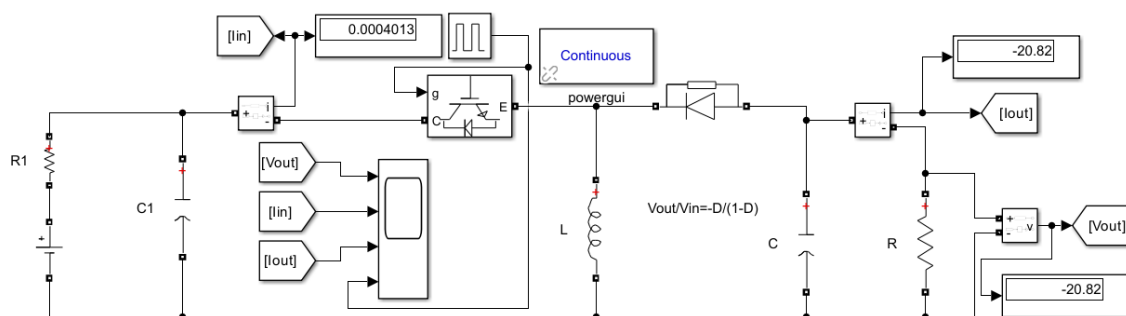 [Iin]
0.0004013
Continuous
powergui
-20.82
[Iout]
g
C
E
i
+
-
i
+
-
R1
C1
[Vout]
[Iin]
[Iout]
L
Vout/Vin=-D/(1-D)
C
R
+
-
v
[Vout]
-20.82